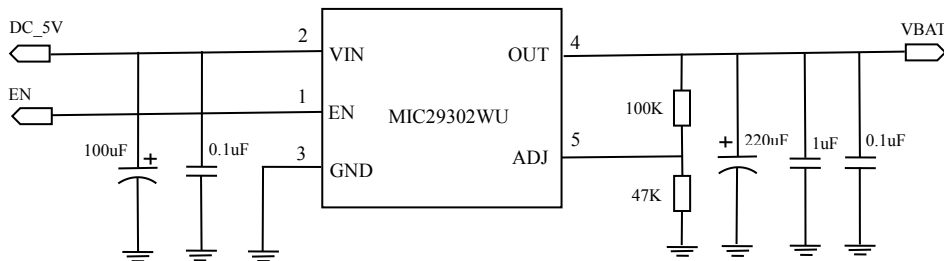 DC_5V
VBAT
2
VIN
OUT
4
EN
1
EN
MIC29302WU
100K
100uF
+
0.1uF
3
GND
ADJ
5
+
220uF
1uF
0.1uF
47K